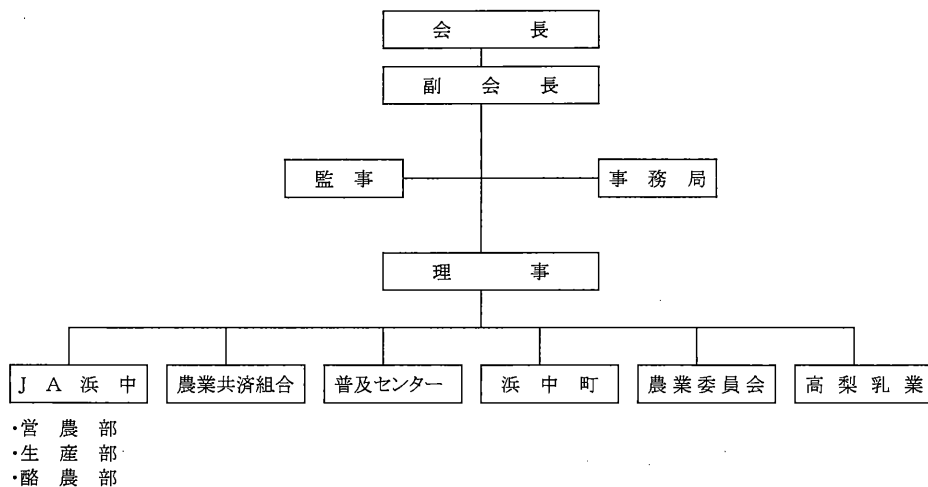 会長
副会長
監事
事務局
理事
JA浜中
農業共済組合
普及センター
浜中町
農業委員会
高梨乳業
・営農部
・生産部
・酪農部